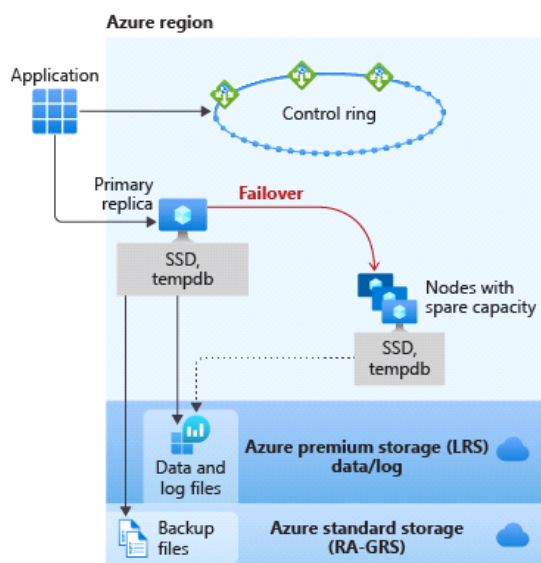 Azure region
Application
Control ring
Primary
replica
Failover
SSD,
tempdb
Nodes with
spare capacity
SSD,
tempdb
Data and
log files
Azure premium storage (LRS)
data/log
Backup
files
Azure standard storage
(RA-GRS)